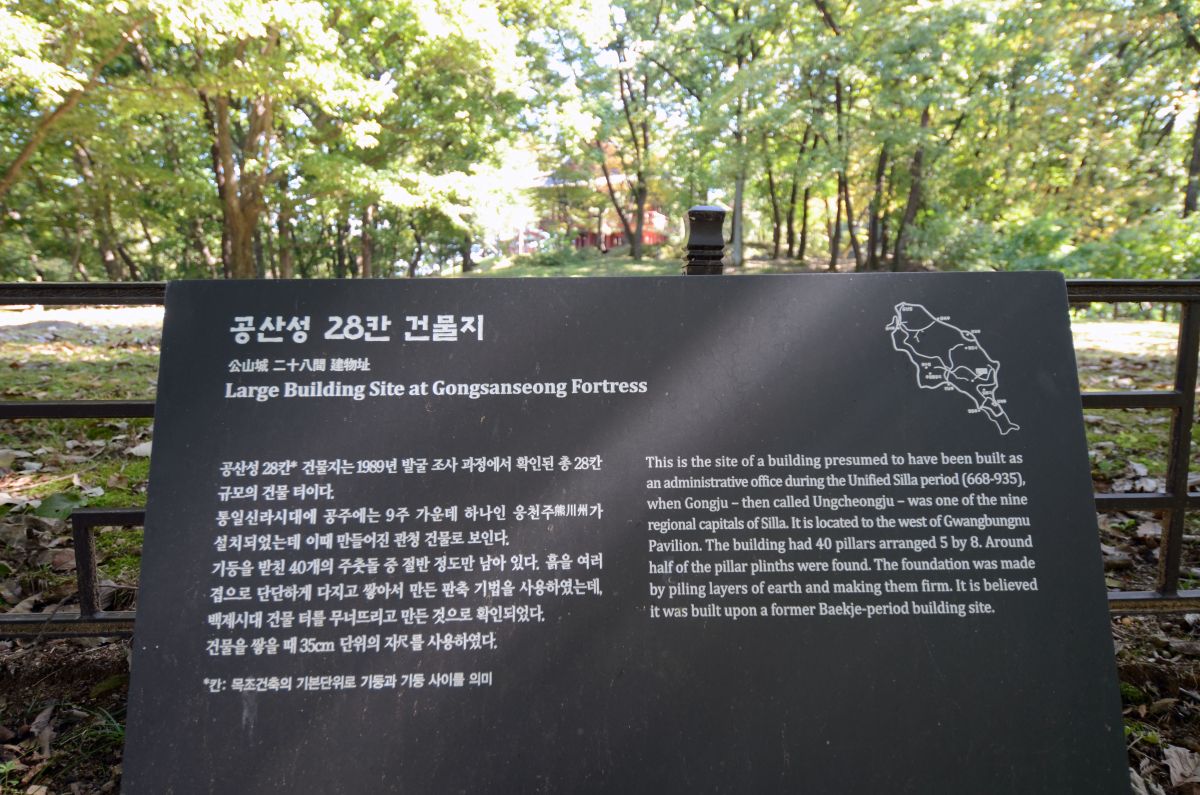 공산성 28칸 건물지
公山城 二十八間 建物址
Large Building Site at Gongsanseong Fortress
공산성 28칸* 건물지는 1989년 발굴 조사 과정에서 확인된 총 28칸
규모의 건물 터이다.
통일신라시대에 공주에는 9주 가운데 하나인 웅천주熊川州가
설치되었는데 이때 만들어진 관청 건물로 보인다.
기둥을 받친 40개의 주춧돌 중 절반 정도만 남아 있다. 흙을 여러
겹으로 단단하게 다지고 쌓아서 만든 판축 기법을 사용하였는데,
백제시대 건물 터를 무너뜨리고 만든 것으로 확인되었다.
건물을 쌓을 때 35cm 단위의 자尺를 사용하였다.
*칸: 목조건축의 기본단위로 기둥과 기둥 사이를 의미
This is the site of a building presumed to have been built as
an administrative office during the Unified Silla period (668-935),
when Gongju – then called Ungcheongju – was one of the nine
regional capitals of Silla. It is located to the west of Gwangbungnu
Pavilion. The building had 40 pillars arranged 5 by 8. Around
half of the pillar plinths were found. The foundation was made
by piling layers of earth and making them firm. It is believed
it was built upon a former Baekje-period building site.